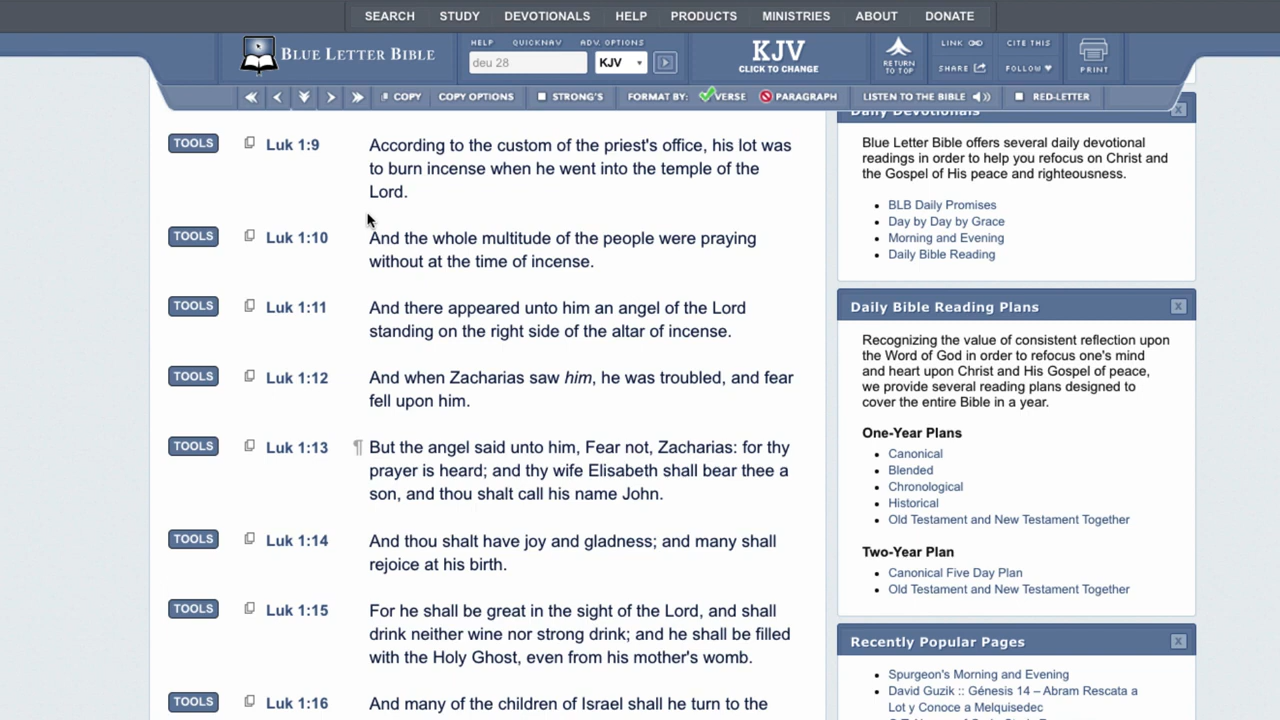 SEARCH STUDY DEVOTIONALS HELP PRODUCTS MINISTRIES ABOUT DONATE
BLUE LETTER BIBLE
HELP QUICKNAV ADV. OPTIONS
deu 28 KJV
KJV
CLICK TO CHANGE
RETURN
TO TOP
LINK CITE THIS
SHARE FOLLOW
PRINT
COPY COPY OPTIONS STRONG'S FORMAT BY: VERSE PARAGRAPH LISTEN TO THE BIBLE RED-LETTER
TOOLS Luk 1:9 According to the custom of the priest's office, his lot was
to burn incense when he went into the temple of the
Lord.
TOOLS Luk 1:10 And the whole multitude of the people were praying
without at the time of incense.
TOOLS Luk 1:11 And there appeared unto him an angel of the Lord
standing on the right side of the altar of incense.
TOOLS Luk 1:12 And when Zacharias saw him, he was troubled, and fear
fell upon him.
TOOLS Luk 1:13 ¶ But the angel said unto him, Fear not, Zacharias: for thy
prayer is heard; and thy wife Elisabeth shall bear thee a
son, and thou shalt call his name John.
TOOLS Luk 1:14 And thou shalt have joy and gladness; and many shall
rejoice at his birth.
TOOLS Luk 1:15 For he shall be great in the sight of the Lord, and shall
drink neither wine nor strong drink; and he shall be filled
with the Holy Ghost, even from his mother's womb.
TOOLS Luk 1:16 And many of the children of Israel shall he turn to the
Daily Devotionals
Blue Letter Bible offers several daily devotional
readings in order to help you refocus on Christ and
the Gospel of His peace and righteousness.
BLB Daily Promises
Day by Day by Grace
Morning and Evening
Daily Bible Reading
Daily Bible Reading Plans
Recognizing the value of consistent reflection upon
the Word of God in order to refocus one's mind
and heart upon Christ and His Gospel of peace,
we provide several reading plans designed to
cover the entire Bible in a year.
One-Year Plans
Canonical
Blended
Chronological
Historical
Old Testament and New Testament Together
Two-Year Plan
Canonical Five Day Plan
Old Testament and New Testament Together
Recently Popular Pages
Spurgeon's Morning and Evening
David Guzik :: Génesis 14 – Abram Rescata a
Lot y Conoce a Melquisedec